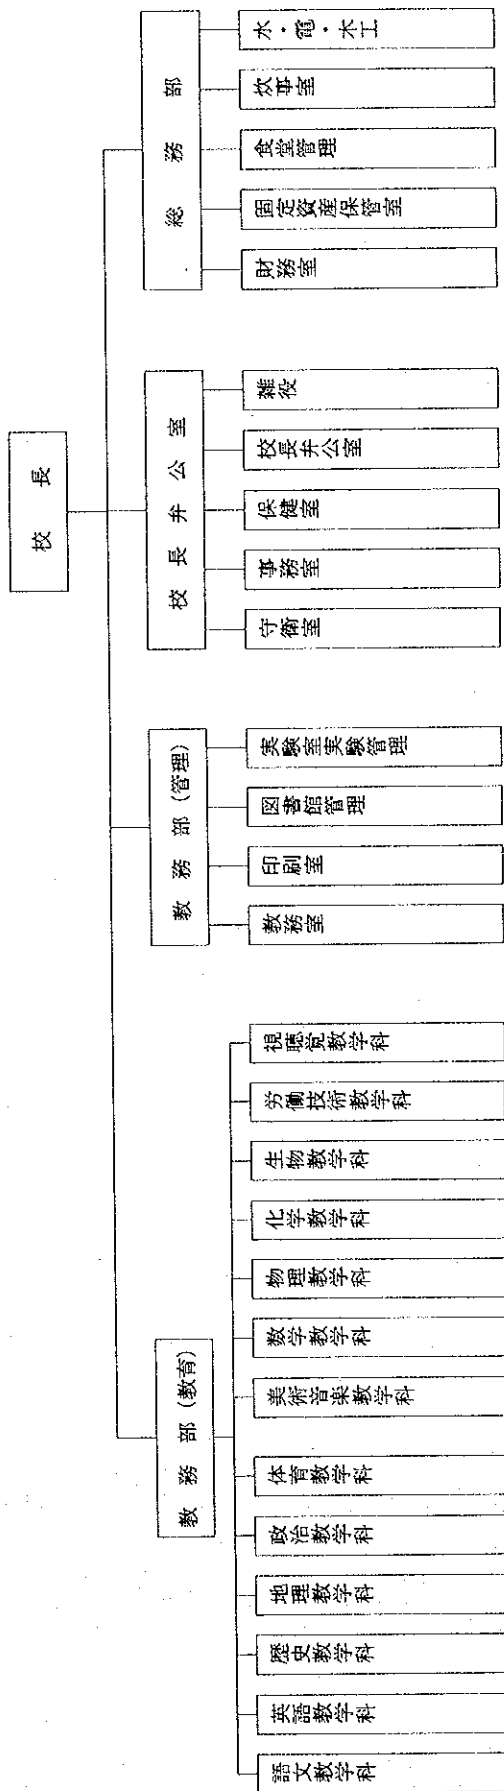 校長
教務部(教育)
語文教学科
英語教学科
歴史教学科
地理教学科
政治教学科
体育教学科
美術音楽教学科
数学教学科
物理教学科
化学教学科
生物教学科
労働技術教学科
視聴覚教学科
教務部(管理)
教務室
印刷室
図書館管理
実験室実験管理
校長弁公室
守衛室
事務室
保健室
校長弁公室
雑役
総務部
財務室
固定資産保管室
食堂管理
炊事室
水・電・木工